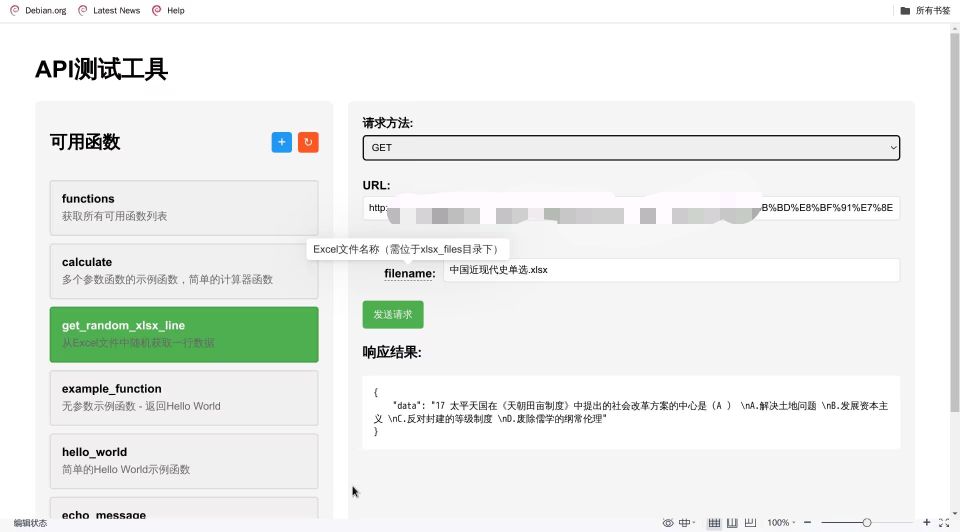 Debian.org Latest News Help 所有书签
API测试工具
可用函数
+ ↻
functions
获取所有可用函数列表
calculate
多个参数函数的示例函数，简单的计算器函数
get_random_xlsx_line
从Excel文件中随机获取一行数据
example_function
无参数示例函数 - 返回Hello World
hello_world
简单的Hello World示例函数
echo_message
请求方法:
GET
URL:
http: B%BD%E8%BF%91%E7%8E
Excel文件名称（需位于xlsx_files目录下）
filename: 中国近现代史单选.xlsx
发送请求
响应结果:
{
"data": "17 太平天国在《天朝田亩制度》中提出的社会改革方案的中心是（A ） \nA.解决土地问题 \nB.发展资本主
义 \nC.反对封建的等级制度 \nD.废除儒学的纲常伦理"
}
编辑状态 100% - +